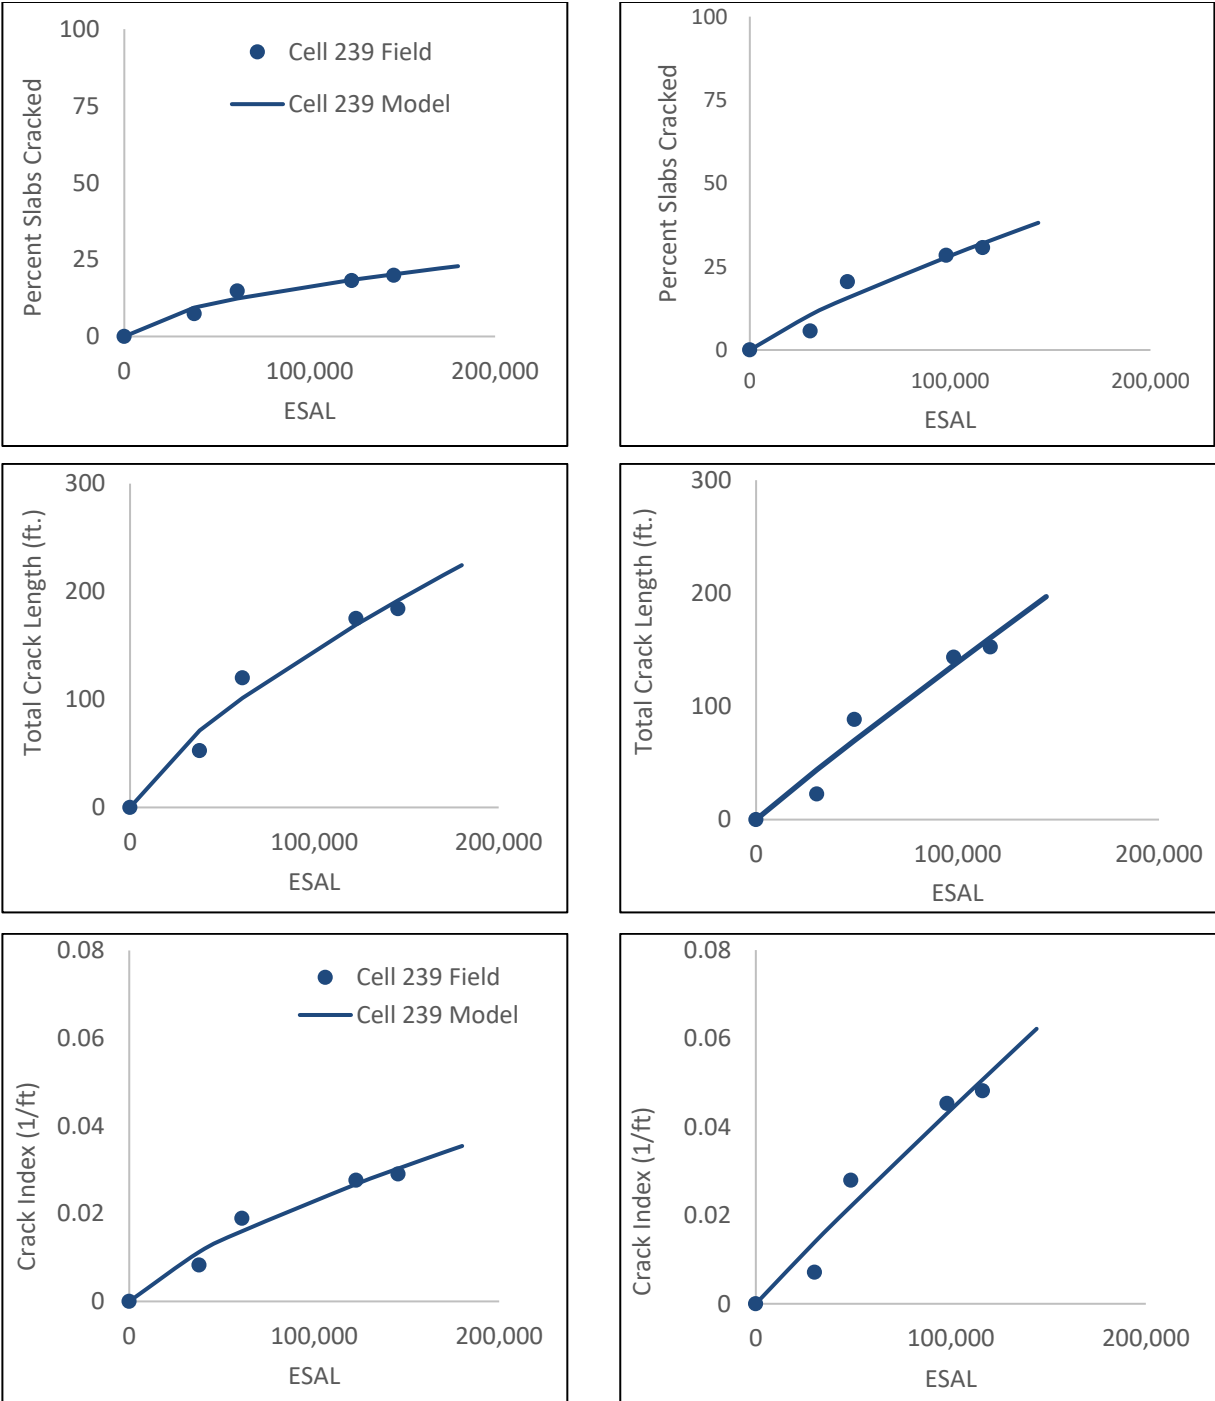 100
75
50
25
0
Percent Slabs Cracked
Cell 239 Field
Cell 239 Model
0 100,000 200,000
ESAL
100
75
50
25
0
Percent Slabs Cracked
0 100,000 200,000
ESAL
300
200
100
0
Total Crack Length (ft.)
0 100,000 200,000
ESAL
300
200
100
0
Total Crack Length (ft.)
0 100,000 200,000
ESAL
0.08
0.06
0.04
0.02
0
Crack Index (1/ft)
Cell 239 Field
Cell 239 Model
0 100,000 200,000
ESAL
0.08
0.06
0.04
0.02
0
Crack Index (1/ft)
0 100,000 200,000
ESAL